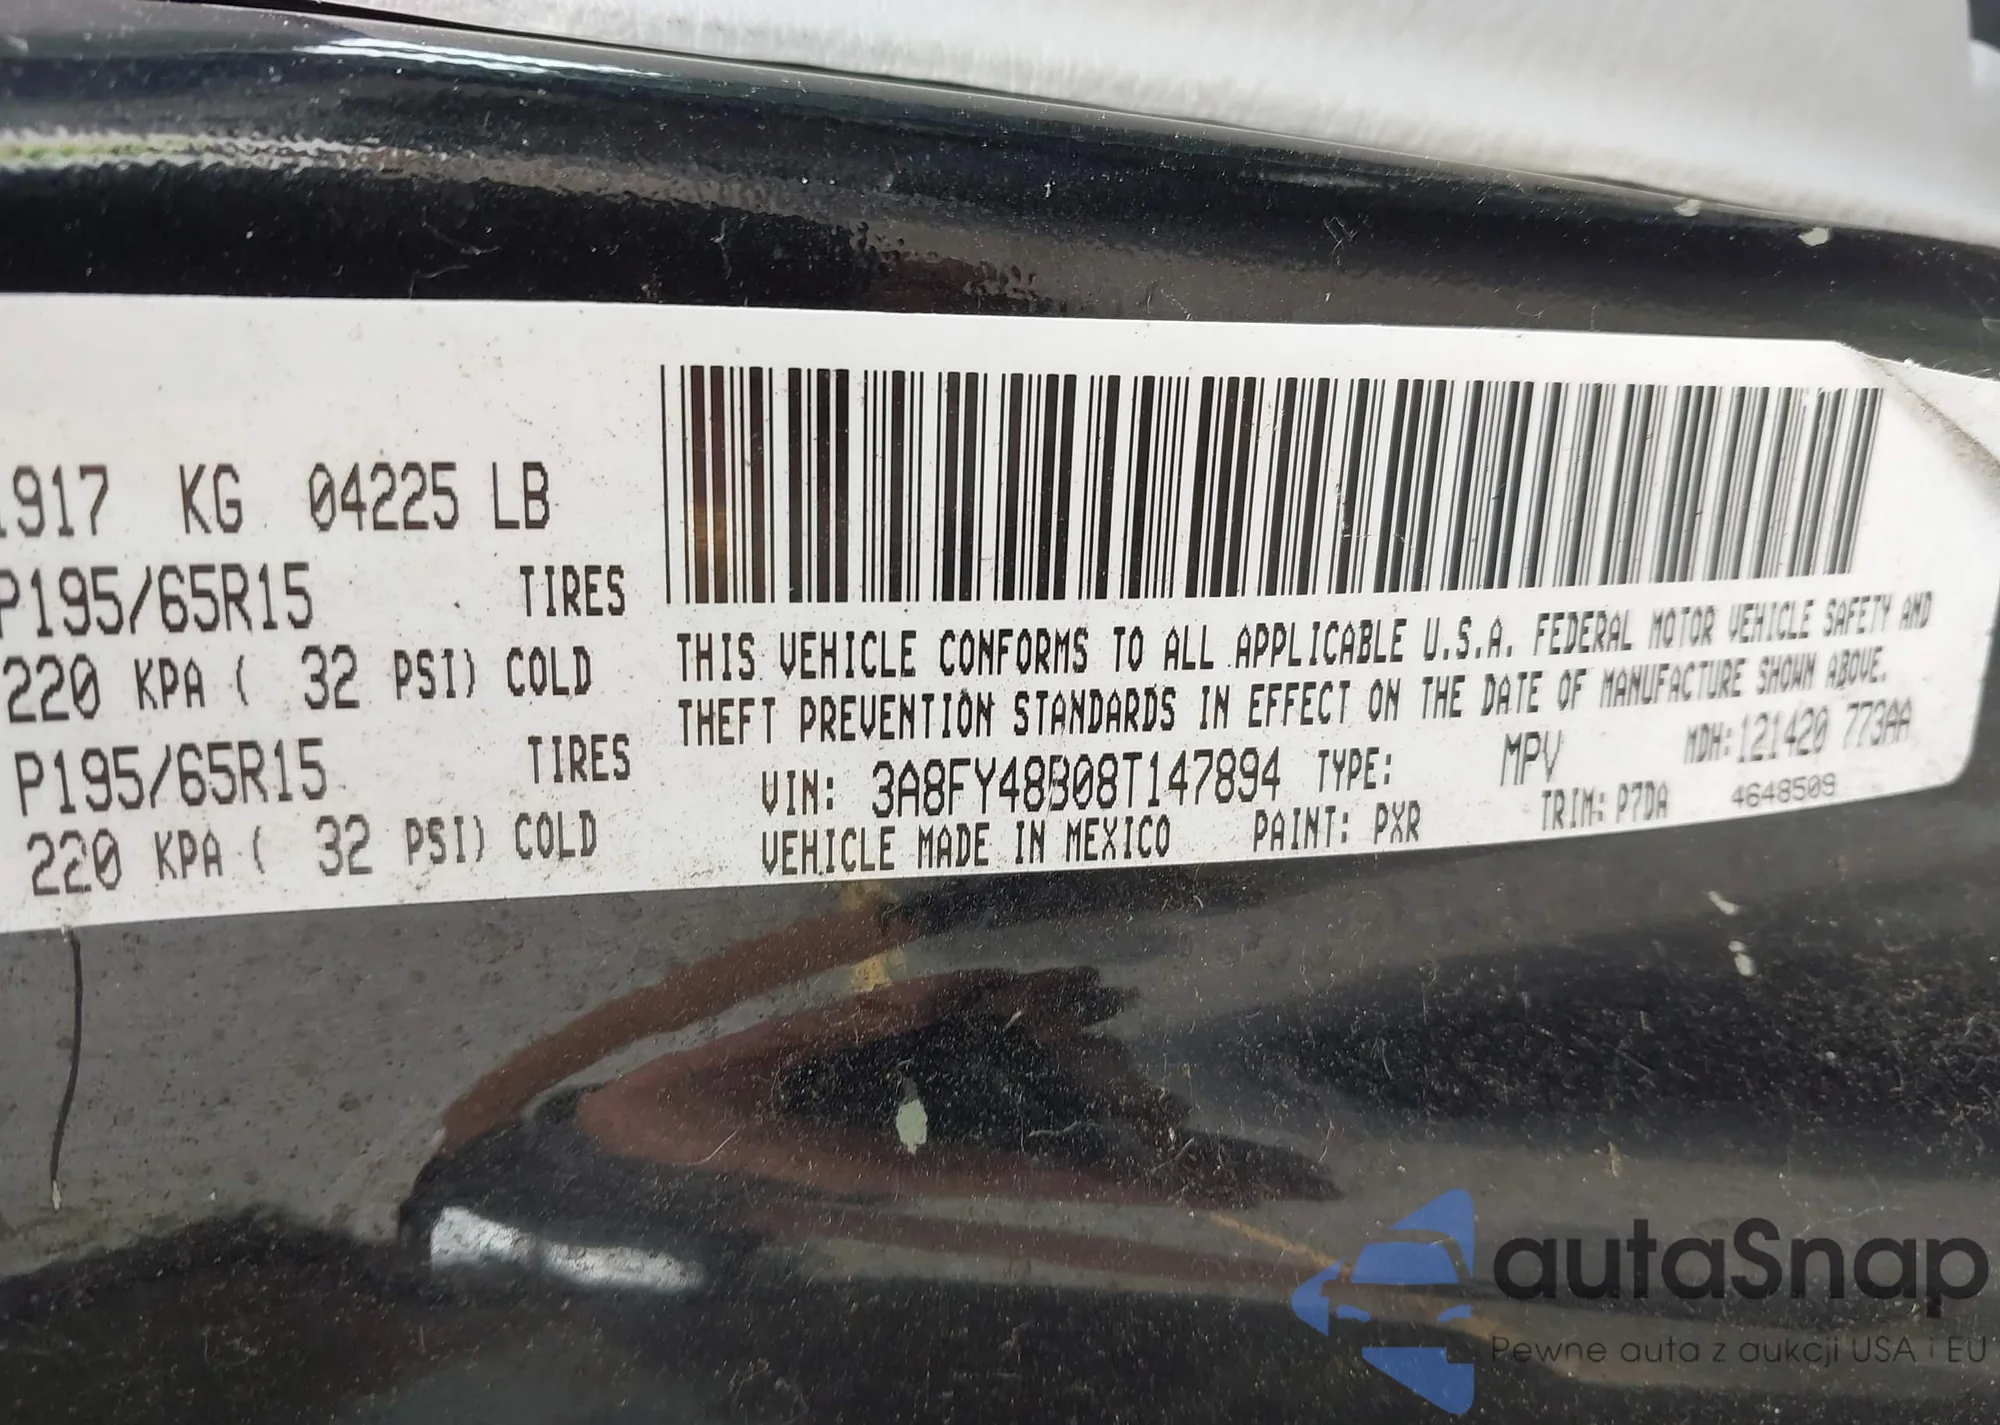 1917 KG 04225 LB
P195/65R15 TIRES
220 KPA ( 32 PSI) COLD
P195/65R15 TIRES
220 KPA ( 32 PSI) COLD
THIS VEHICLE CONFORMS TO ALL APPLICABLE U.S.A. FEDERAL MOTOR VEHICLE SAFETY AND
THEFT PREVENTION STANDARDS IN EFFECT ON THE DATE OF MANUFACTURE SHOWN ABOVE.
VIN: 3A8FY48B08T147894 TYPE: MPV MDH: 121420 773AA
VEHICLE MADE IN MEXICO PAINT: PXR TRIM: P7DA 4648509
autaSnap
Pewne auta z aukcji USA i EU